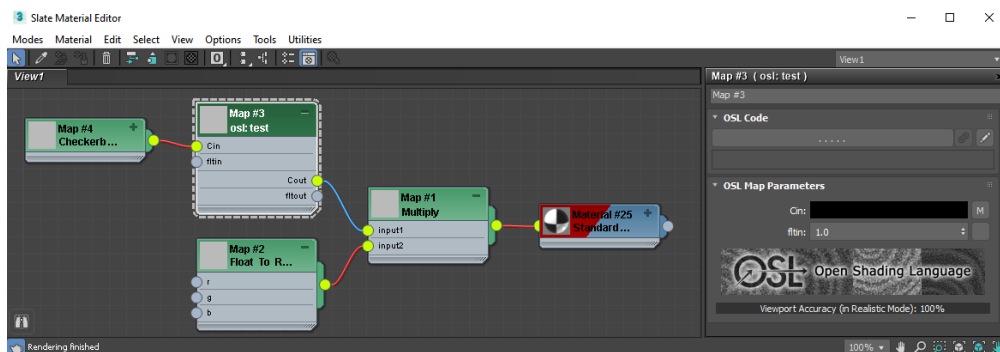 3 Slate Material Editor
Modes Material Edit Select View Options Tools Utilities
0
View1
View1
Map #3 ( osl: test )
Map #3
OSL Code
. . . . .
OSL Map Parameters
Cin:
M
fltin: 1.0
OSL Open Shading Language
Viewport Accuracy (in Realistic Mode): 100%
Map #4
Checkerb ...
Map #3
osl: test
Cin
fltin
Cout
fltout
Map #1
Multiply
input1
input2
Map #2
Float To R...
r
g
b
Material #25
Standard ...
Rendering finished
100%